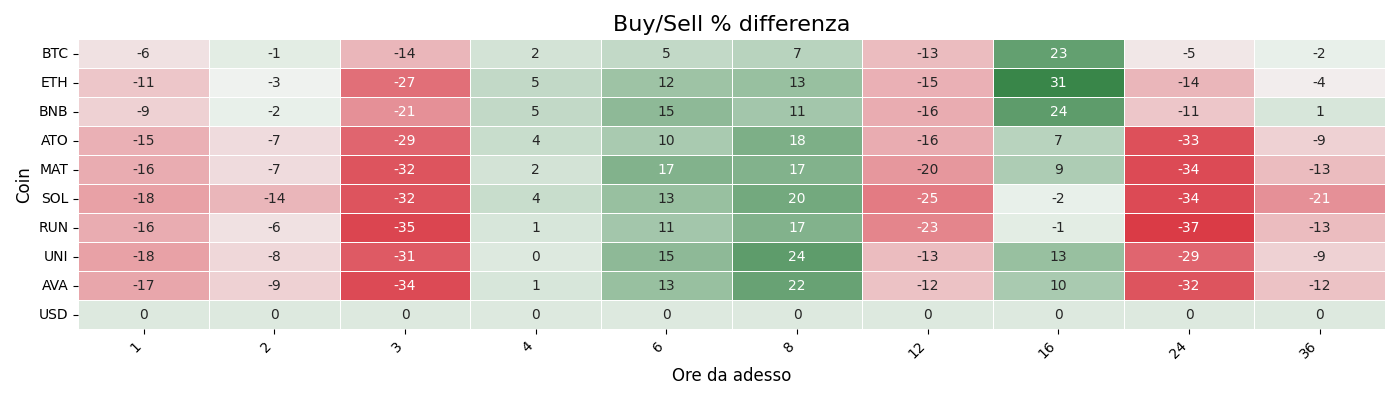 Buy/Sell % differenza
Coin
BTC -6 -1 -14 2 5 7 -13 23 -5 -2
ETH -11 -3 -27 5 12 13 -15 31 -14 -4
BNB -9 -2 -21 5 15 11 -16 24 -11 1
ATO -15 -7 -29 4 10 18 -16 7 -33 -9
MAT -16 -7 -32 2 17 17 -20 9 -34 -13
SOL -18 -14 -32 4 13 20 -25 -2 -34 -21
RUN -16 -6 -35 1 11 17 -23 -1 -37 -13
UNI -18 -8 -31 0 15 24 -13 13 -29 -9
AVA -17 -9 -34 1 13 22 -12 10 -32 -12
USD 0 0 0 0 0 0 0 0 0 0
1 2 3 4 6 8 12 16 24 36
Ore da adesso